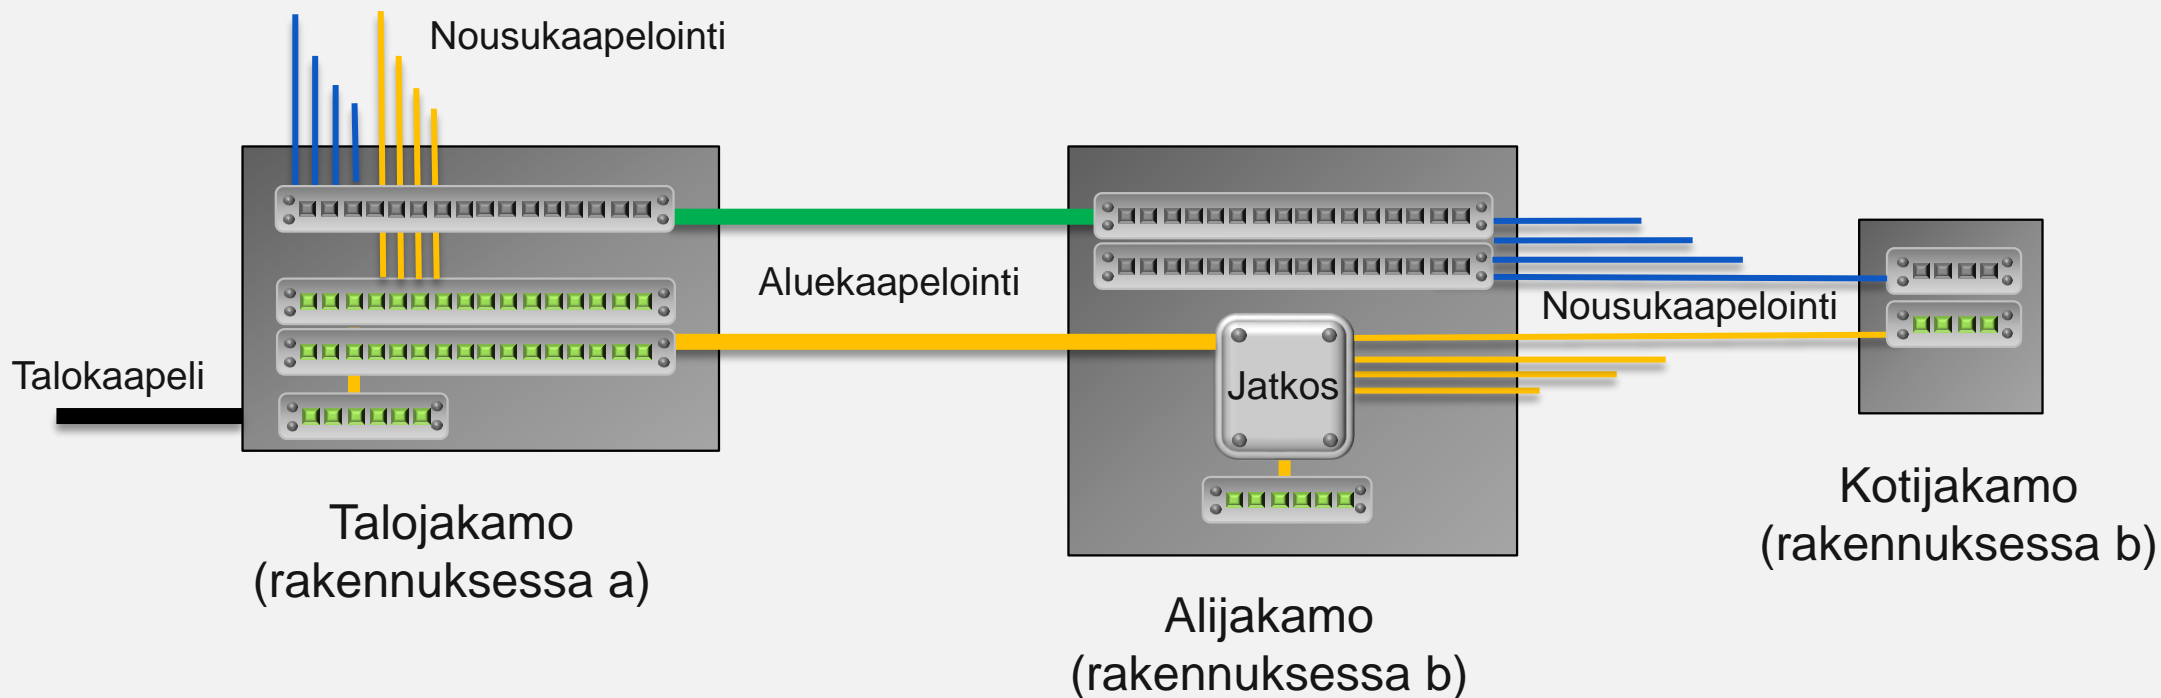 Nousukaapelointi
Aluekaapelointi
Nousukaapelointi
Talokaapeli
Jatkos
Talojakamo
(rakennuksessa a)
Alijakamo
(rakennuksessa b)
Kotijakamo
(rakennuksessa b)